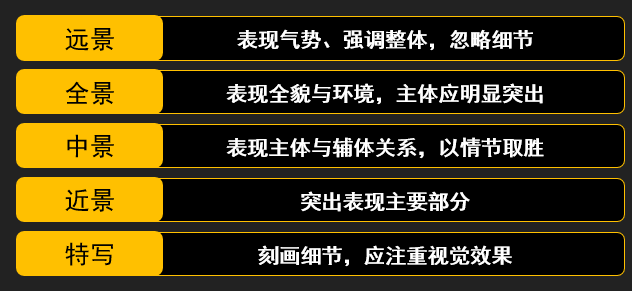 远景
表现气势、强调整体，忽略细节
全景
表现全貌与环境，主体应明显突出
中景
表现主体与辅体关系，以情节取胜
近景
突出表现主要部分
特写
刻画细节，应注重视觉效果